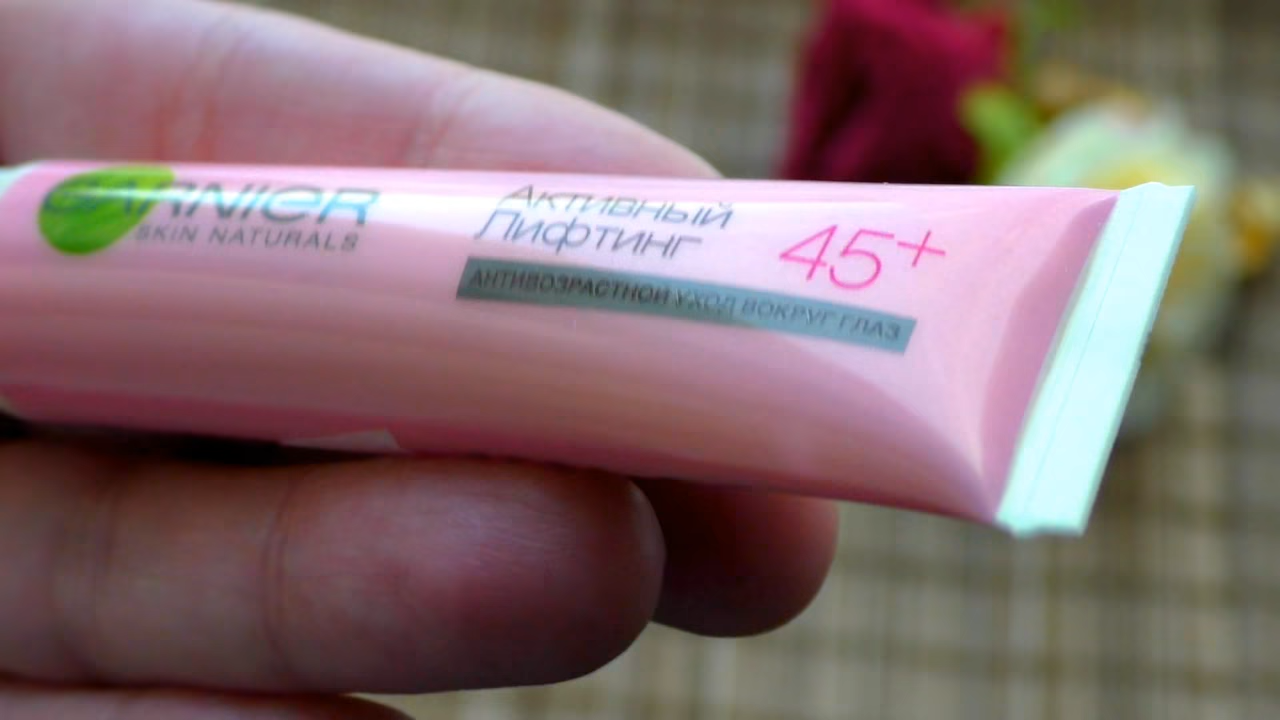 GARNIER
SKIN NATURALS
АКТИВНЫЙ
ЛИФТИНГ
45+
АНТИВОЗРАСТНОЙ УХОД ВОКРУГ ГЛАЗ